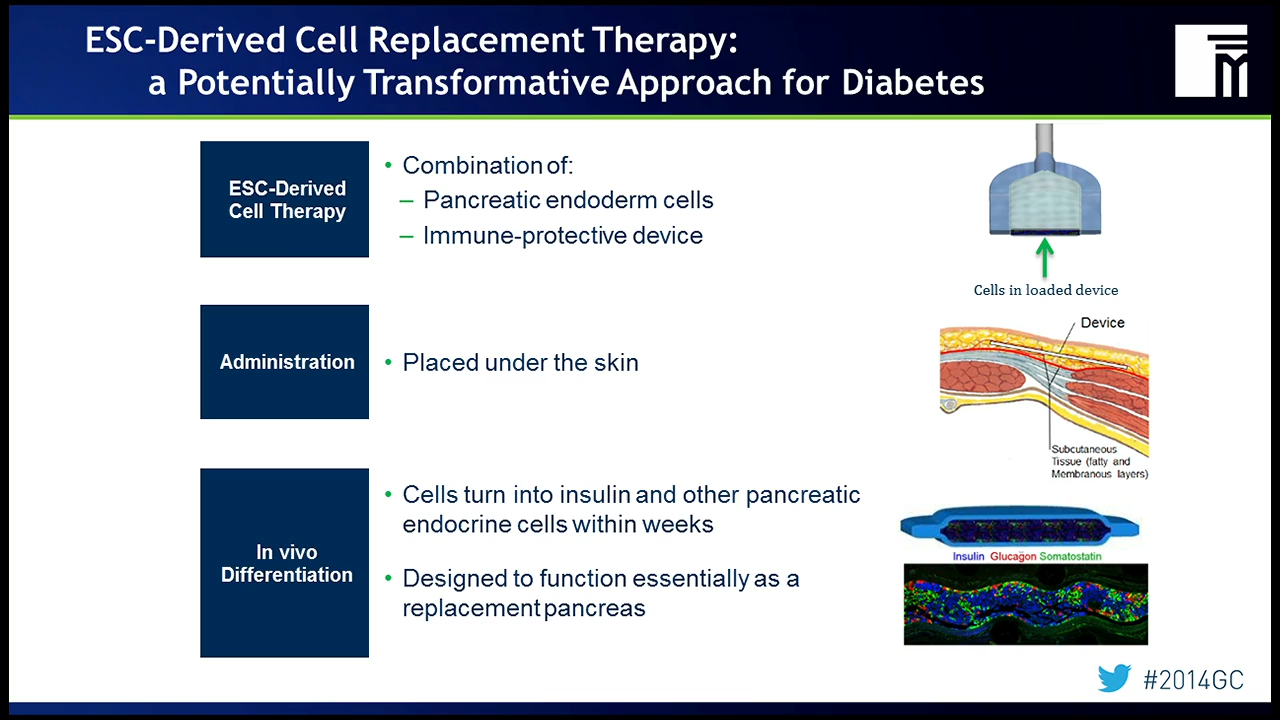 ESC-Derived Cell Replacement Therapy:
a Potentially Transformative Approach for Diabetes
ESC-Derived
Cell Therapy
• Combination of:
– Pancreatic endoderm cells
– Immune-protective device
Cells in loaded device
Administration
• Placed under the skin
Device
Subcutaneous
Tissue (fatty and
Membranous layers)
In vivo
Differentiation
• Cells turn into insulin and other pancreatic
endocrine cells within weeks
• Designed to function essentially as a
replacement pancreas
Insulin Glucagon Somatostatin
#2014GC